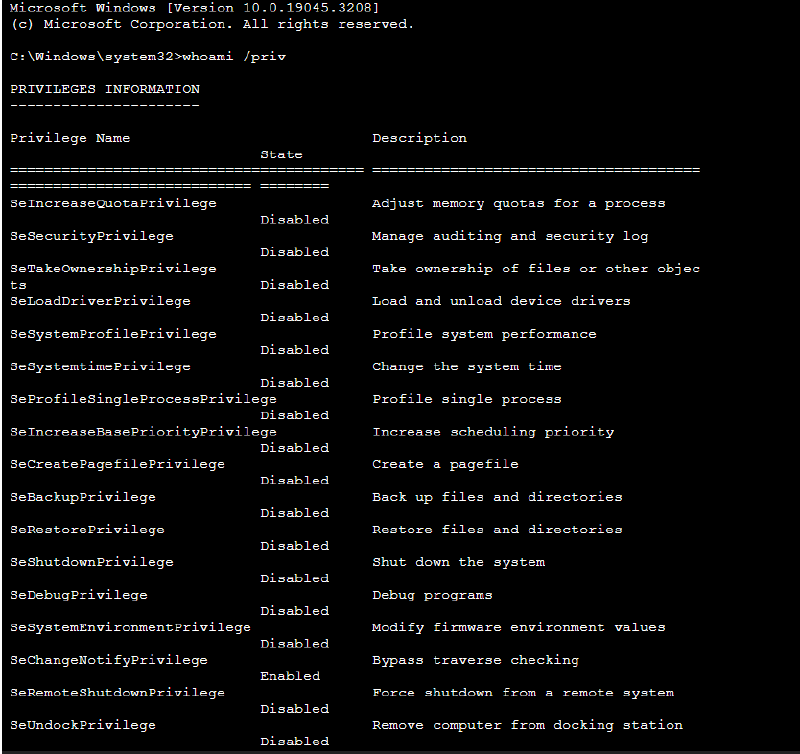 Microsoft Windows [Version 10.0.19045.3208]
(c) Microsoft Corporation. All rights reserved.
C:\Windows\system32>whoami /priv
PRIVILEGES INFORMATION
----------------------
Privilege Name                            Description
                             State
========================================= ======================================
============================ ========
SeIncreaseQuotaPrivilege                  Adjust memory quotas for a process
                             Disabled
SeSecurityPrivilege                       Manage auditing and security log
                             Disabled
SeTakeOwnershipPrivilege                  Take ownership of files or other objec
ts                           Disabled
SeLoadDriverPrivilege                     Load and unload device drivers
                             Disabled
SeSystemProfilePrivilege                  Profile system performance
                             Disabled
SeSystemtimePrivilege                     Change the system time
                             Disabled
SeProfileSingleProcessPrivilege           Profile single process
                             Disabled
SeIncreaseBasePriorityPrivilege           Increase scheduling priority
                             Disabled
SeCreatePagefilePrivilege                 Create a pagefile
                             Disabled
SeBackupPrivilege                         Back up files and directories
                             Disabled
SeRestorePrivilege                        Restore files and directories
                             Disabled
SeShutdownPrivilege                       Shut down the system
                             Disabled
SeDebugPrivilege                          Debug programs
                             Disabled
SeSystemEnvironmentPrivilege              Modify firmware environment values
                             Disabled
SeChangeNotifyPrivilege                   Bypass traverse checking
                             Enabled
SeRemoteShutdownPrivilege                 Force shutdown from a remote system
                             Disabled
SeUndockPrivilege                         Remove computer from docking station
                             Disabled